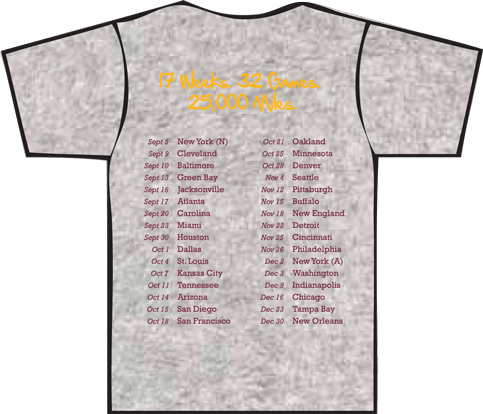 17 Weeks, 32 Games,
25,000 Miles
Sept 5 New York (N)
Sept 9 Cleveland
Sept 10 Baltimore
Sept 13 Green Bay
Sept 16 Jacksonville
Sept 17 Atlanta
Sept 20 Carolina
Sept 23 Miami
Sept 30 Houston
Oct 1 Dallas
Oct 4 St. Louis
Oct 7 Kansas City
Oct 11 Tennessee
Oct 14 Arizona
Oct 15 San Diego
Oct 18 San Francisco
Oct 21 Oakland
Oct 25 Minnesota
Oct 28 Denver
Nov 4 Seattle
Nov 12 Pittsburgh
Nov 15 Buffalo
Nov 18 New England
Nov 22 Detroit
Nov 25 Cincinnati
Nov 26 Philadelphia
Dec 2 New York (A)
Dec 3 Washington
Dec 9 Indianapolis
Dec 16 Chicago
Dec 23 Tampa Bay
Dec 30 New Orleans